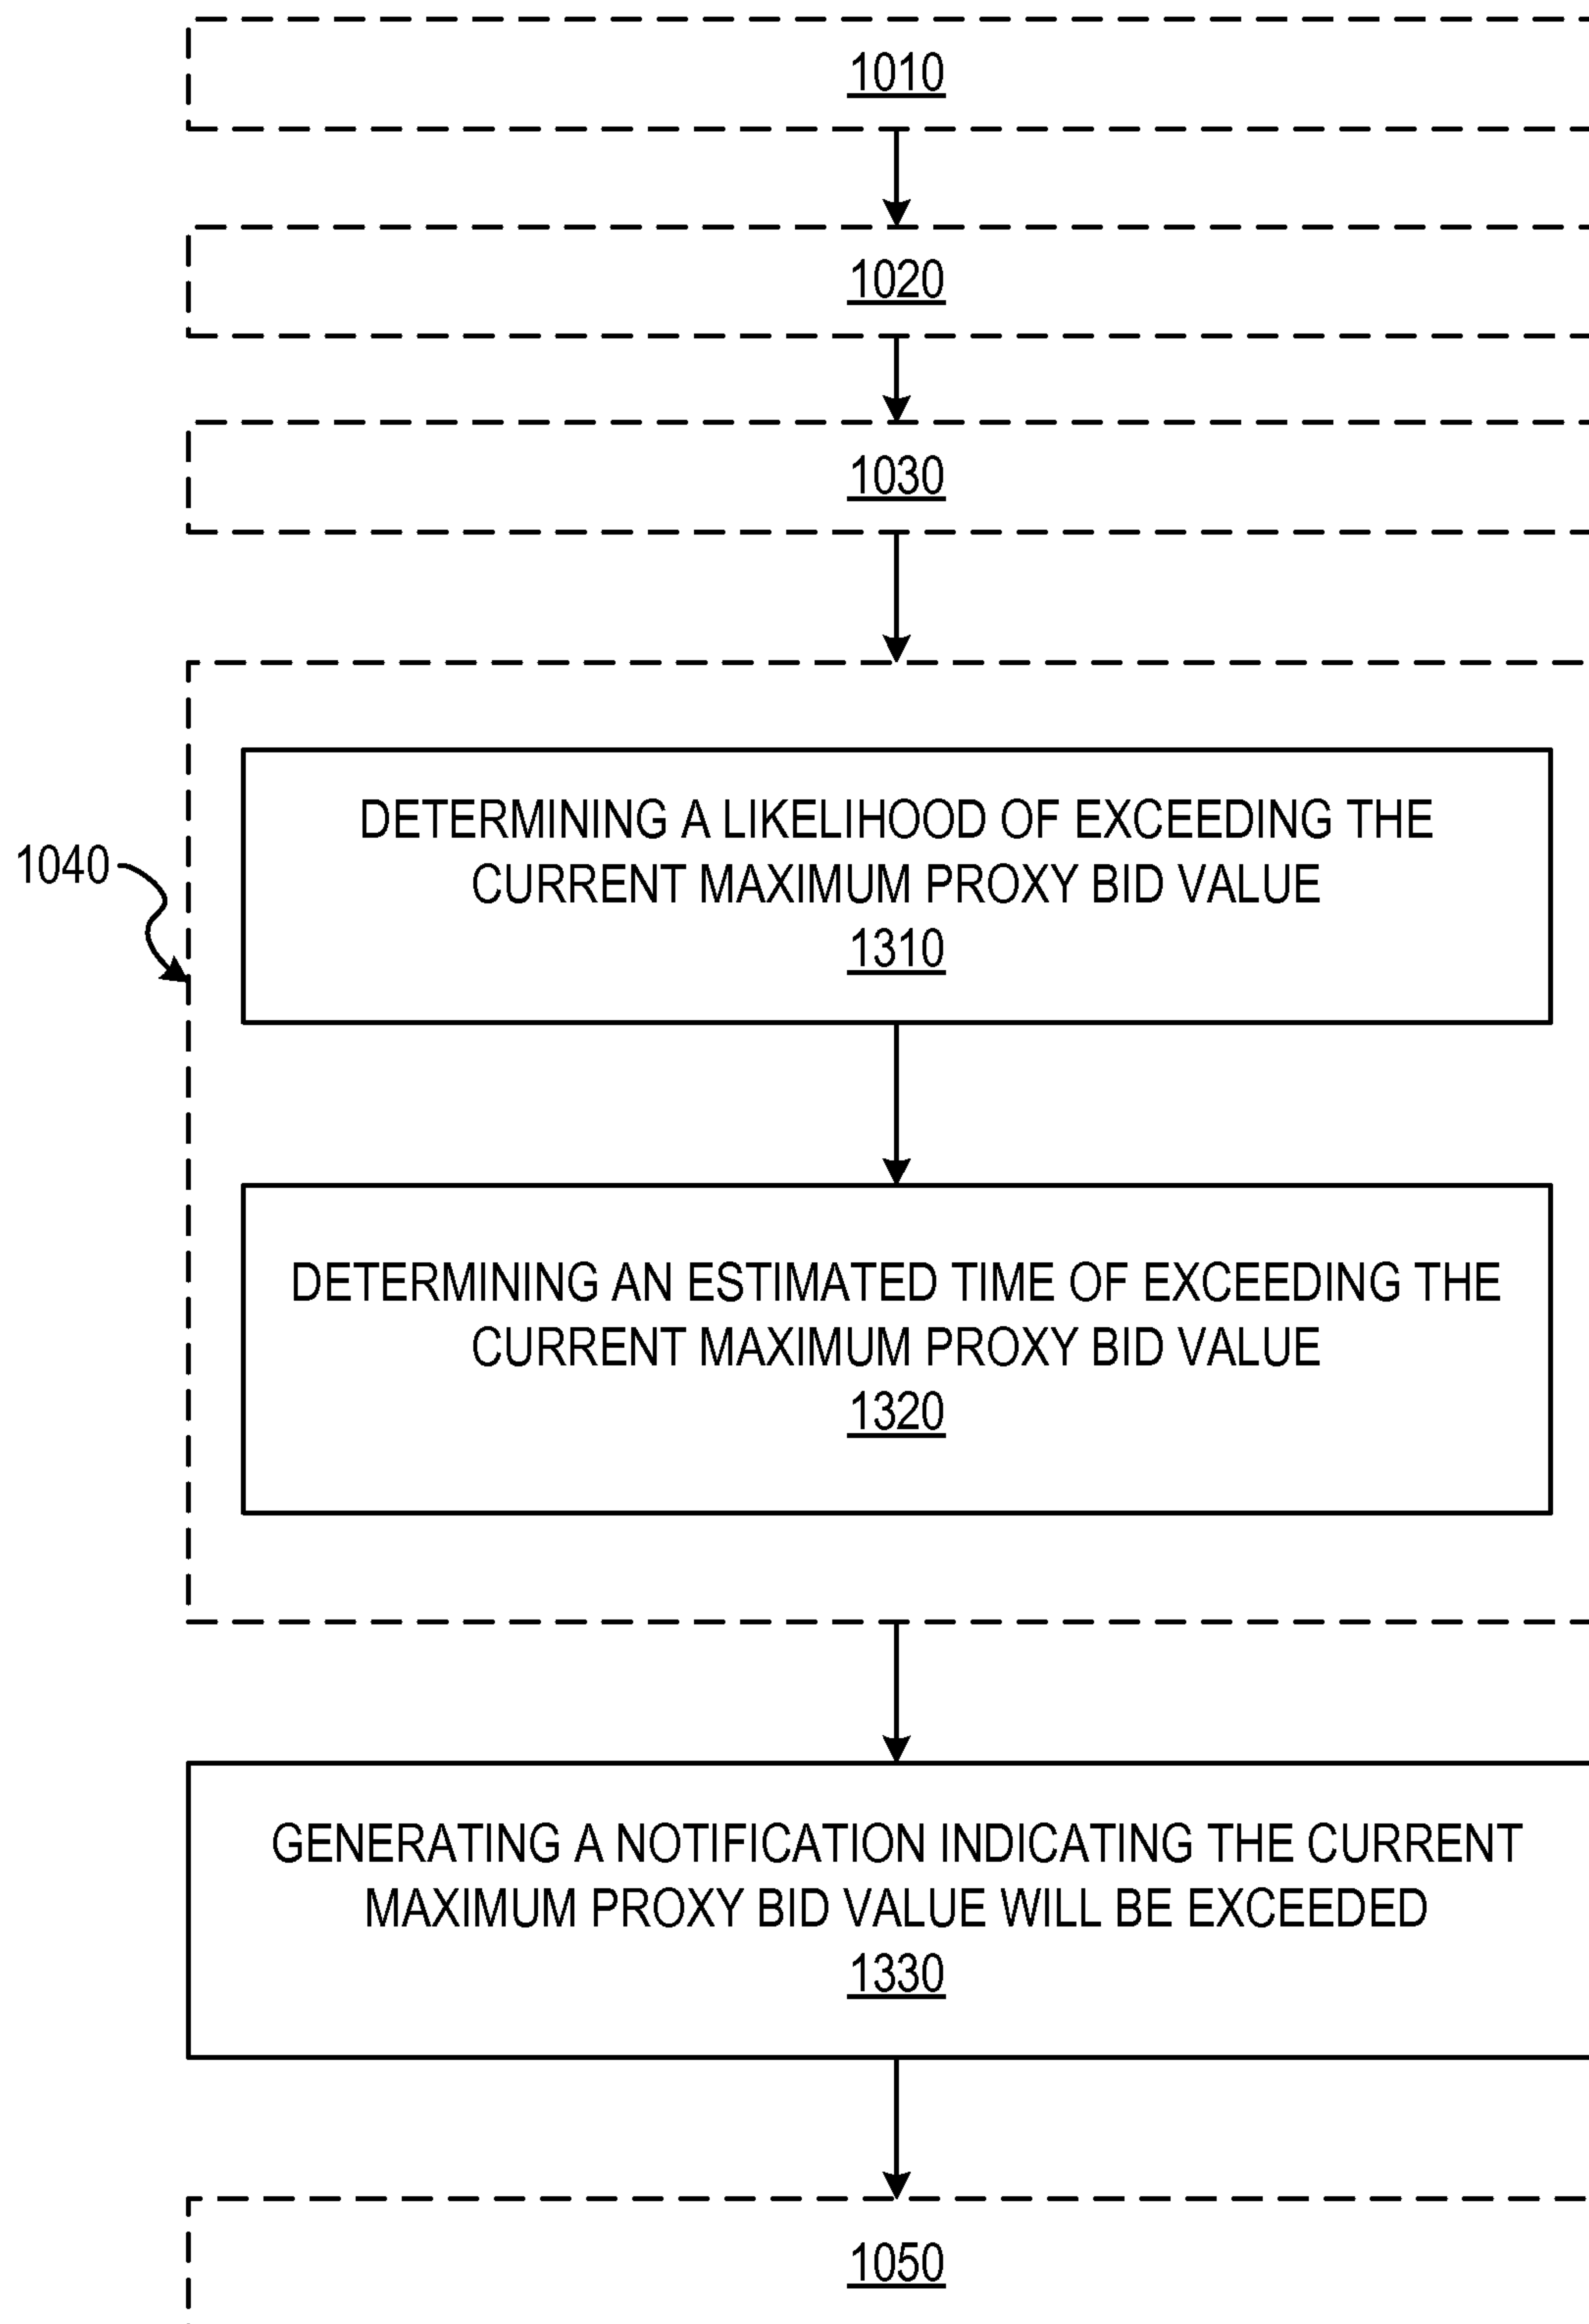 1010
1020
1030
1040
DETERMINING A LIKELIHOOD OF EXCEEDING THE
CURRENT MAXIMUM PROXY BID VALUE
1310
DETERMINING AN ESTIMATED TIME OF EXCEEDING THE
CURRENT MAXIMUM PROXY BID VALUE
1320
GENERATING A NOTIFICATION INDICATING THE CURRENT
MAXIMUM PROXY BID VALUE WILL BE EXCEEDED
1330
1050